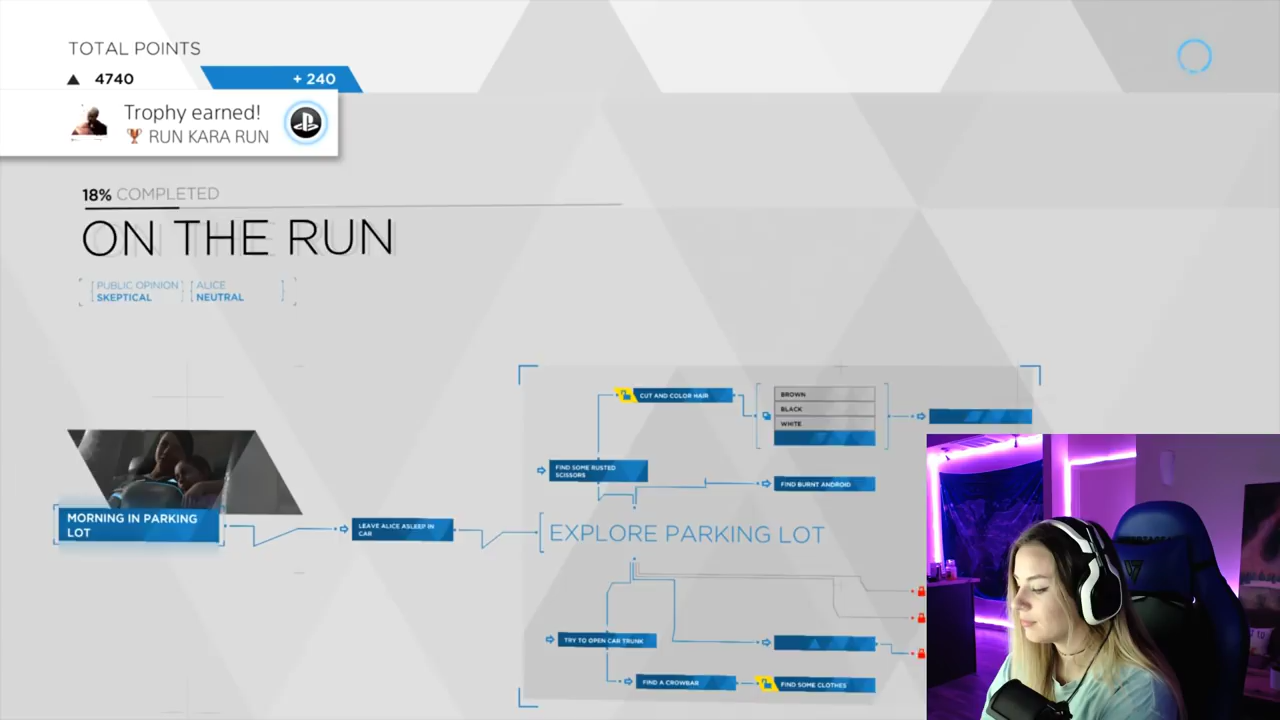 TOTAL POINTS
4740
+ 240
Trophy earned!
RUN KARA RUN
18% COMPLETED
ON THE RUN
PUBLIC OPINION
SKEPTICAL
ALICE
NEUTRAL
CUT AND COLOR HAIR
BROWN
BLACK
WHITE
FIND SOME RUSTED
SCISSORS
FIND BURNT ANDROID
MORNING IN PARKING
LOT
LEAVE ALICE ASLEEP IN
CAR
EXPLORE PARKING LOT
TRY TO OPEN CAR TRUNK
FIND A CROWBAR
FIND SOME CLOTHES